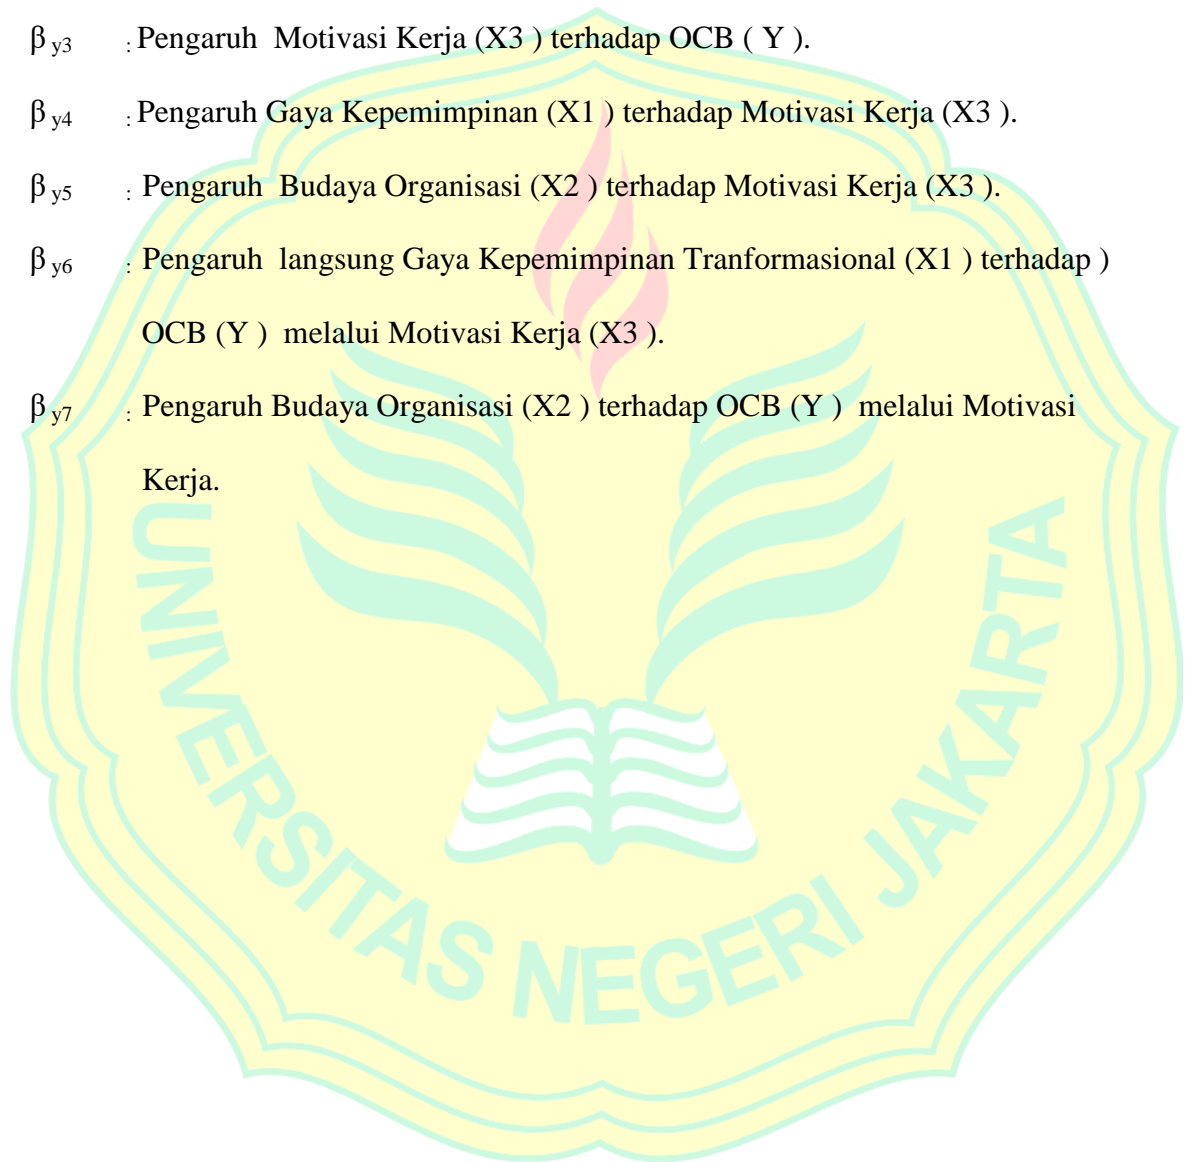 β y3 : Pengaruh Motivasi Kerja (X3 ) terhadap OCB ( Y ).
β y4 : Pengaruh Gaya Kepemimpinan (X1 ) terhadap Motivasi Kerja (X3 ).
β y5 : Pengaruh Budaya Organisasi (X2 ) terhadap Motivasi Kerja (X3 ).
β y6 : Pengaruh langsung Gaya Kepemimpinan Tranformasional (X1 ) terhadap )
OCB (Y ) melalui Motivasi Kerja (X3 ).
β y7 : Pengaruh Budaya Organisasi (X2 ) terhadap OCB (Y ) melalui Motivasi
Kerja.
UNIVERSITAS NEGERI JAKARTA